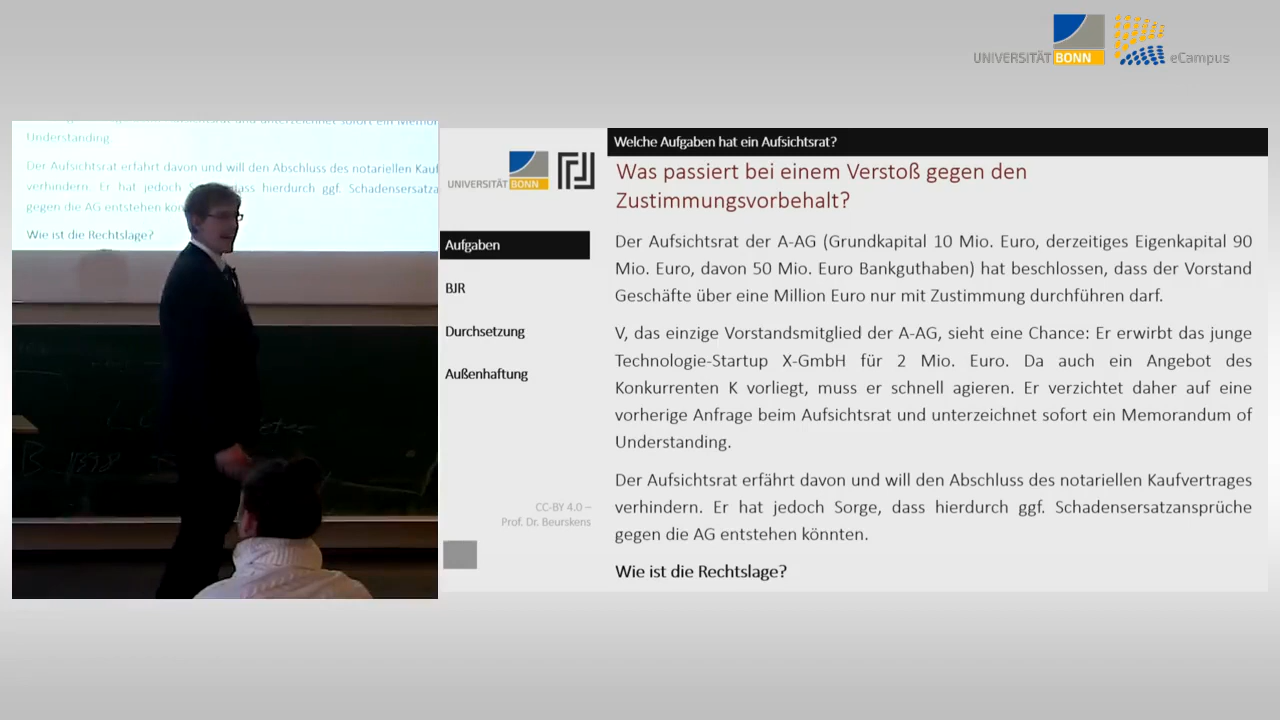 UNIVERSITÄT BONN
eCampus
Understanding.
Der Aufsichtsrat erfährt davon und will den Abschluss des notariellen Kauf
verhindern. Er hat jedoch dass hierdurch ggf. Schadensersatza
gegen die AG entstehen
Wie ist die Rechtslage?
B 1898
UNIVERSITÄT BONN
Aufgaben
BJR
Durchsetzung
Außenhaftung
CC-BY 4.0 –
Prof. Dr. Beurskens
Welche Aufgaben hat ein Aufsichtsrat?
Was passiert bei einem Verstoß gegen den
Zustimmungsvorbehalt?
Der Aufsichtsrat der A-AG (Grundkapital 10 Mio. Euro, derzeitiges Eigenkapital 90
Mio. Euro, davon 50 Mio. Euro Bankguthaben) hat beschlossen, dass der Vorstand
Geschäfte über eine Million Euro nur mit Zustimmung durchführen darf.
V, das einzige Vorstandsmitglied der A-AG, sieht eine Chance: Er erwirbt das junge
Technologie-Startup X-GmbH für 2 Mio. Euro. Da auch ein Angebot des
Konkurrenten K vorliegt, muss er schnell agieren. Er verzichtet daher auf eine
vorherige Anfrage beim Aufsichtsrat und unterzeichnet sofort ein Memorandum of
Understanding.
Der Aufsichtsrat erfährt davon und will den Abschluss des notariellen Kaufvertrages
verhindern. Er hat jedoch Sorge, dass hierdurch ggf. Schadensersatzansprüche
gegen die AG entstehen könnten.
Wie ist die Rechtslage?